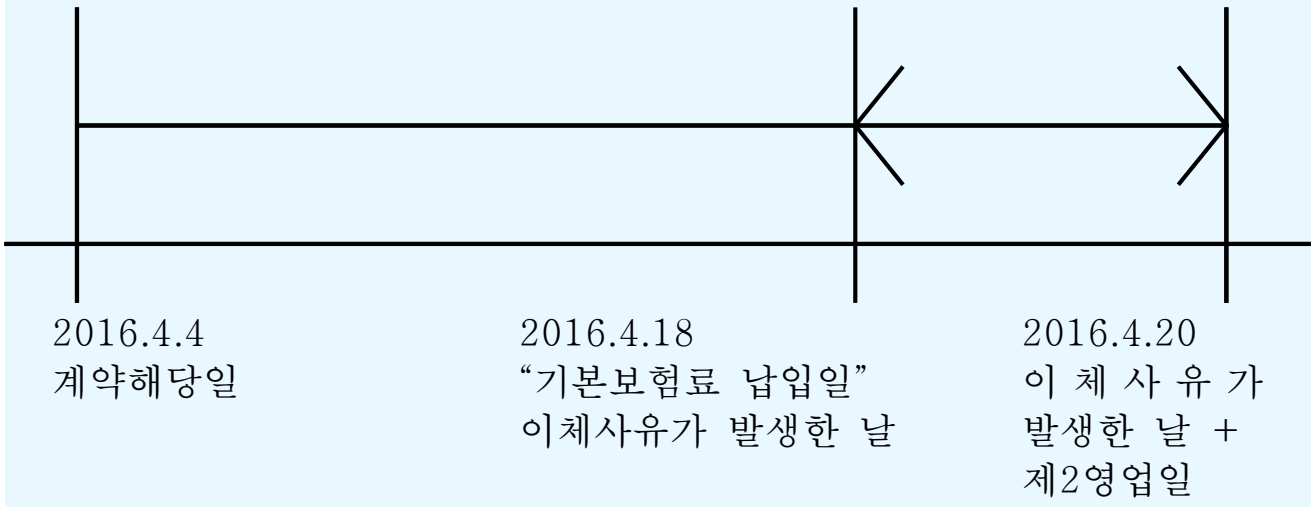 2016.4.4
계약해당일
2016.4.18
“기본보험료 납입일”
이체사유가 발생한 날
2016.4.20
이 체 사 유 가
발생한 날 +
제2영업일